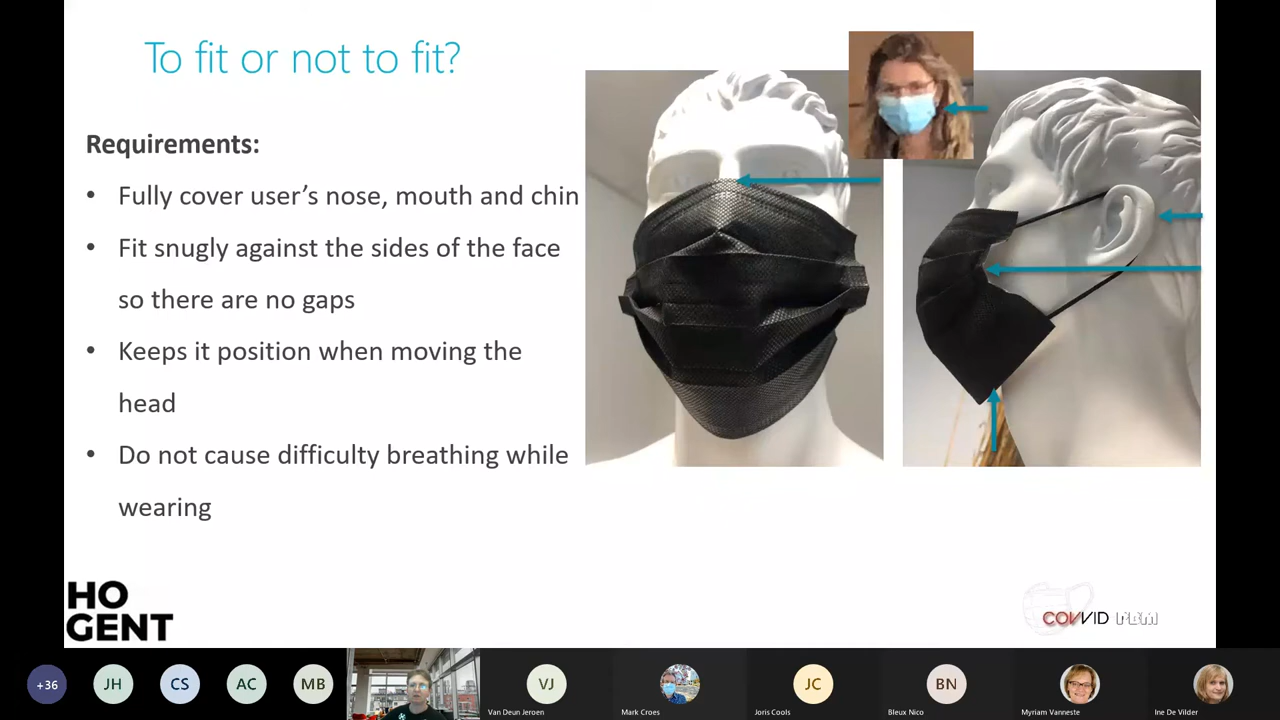 To fit or not to fit?
Requirements:
• Fully cover user's nose, mouth and chin
• Fit snugly against the sides of the face
so there are no gaps
• Keeps it position when moving the
head
• Do not cause difficulty breathing while
wearing
HO
GENT
COVVID PBM
+36
JH
CS
AC
MB
VJ
JC
BN
Van Deun Jeroen
Mark Croes
Joris Cools
Bleux Nico
Myriam Vanneste
Ine De Vilder